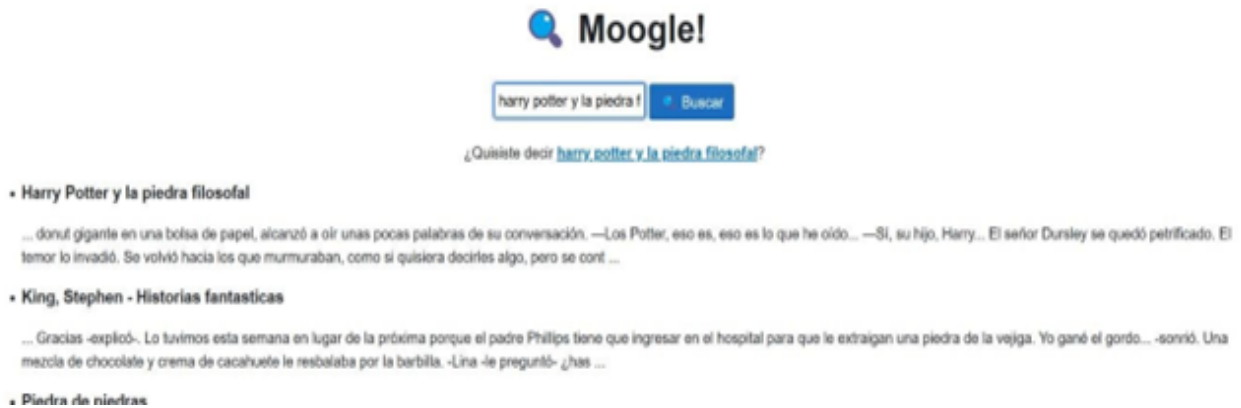 Moogle!
harry potter y la piedra f
Buscar
¿Quisiste decir harry potter y la piedra filosofal?
• Harry Potter y la piedra filosofal
... donut gigante en una bolsa de papel, alcanzó a oír unas pocas palabras de su conversación. —Los Potter, eso es, eso es lo que he oído... —Sí, su hijo, Harry... El señor Dursley se quedó petrificado. El
temor lo invadió. Se volvió hacia los que murmuraban, como si quisiera decirles algo, pero se cont ...
• King, Stephen - Historias fantasticas
... Gracias -explicó-. Lo tuvimos esta semana en lugar de la próxima porque el padre Phillips tiene que ingresar en el hospital para que le extraigan una piedra de la vejiga. Yo gané el gordo... -sonrió. Una
mezcla de chocolate y crema de cacahuete le resbalaba por la barbilla. -Lina -le preguntó- ¿has ...
• Piedra de piedras